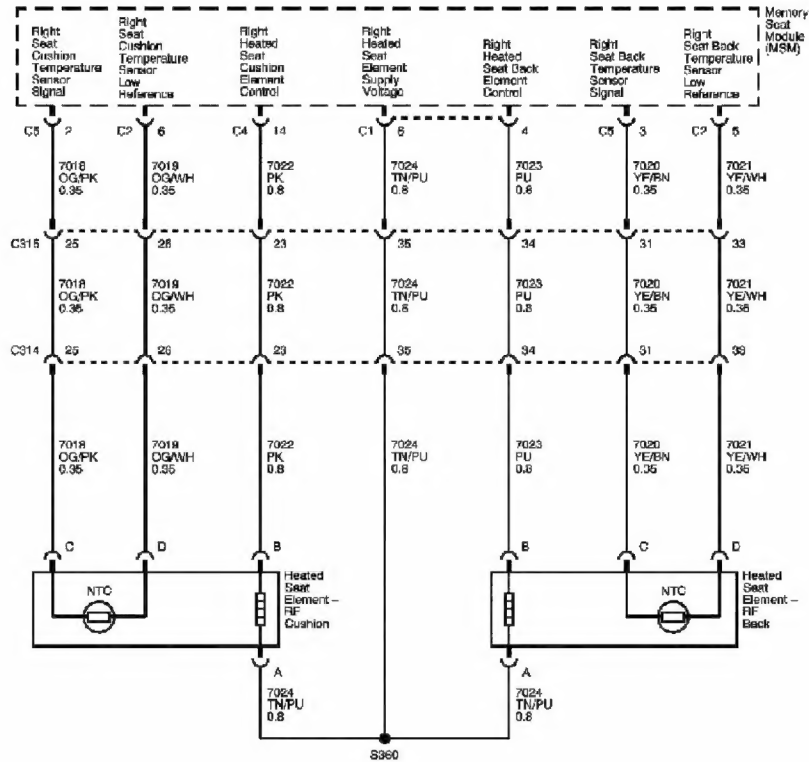 Memory
Seat
Module
(MSM)
Right
Seat
Cushion
Temperature
Sensor
Signal
Right
Seat
Cushion
Temperature
Sensor
Low
Reference
Right
Heated
Seat
Cushion
Element
Control
Right
Heated
Seat
Element
Supply
Voltage
Right
Heated
Seat Back
Element
Control
Right
Seat Back
Temperature
Sensor
Signal
Right
Seat Back
Temperature
Sensor
Low
Reference
C5 2 C2 6 C4 14 C1 6 4 C5 3 C2 5
7018 7019 7022 7024 7023 7020 7021
OG/PK OG/WH PK TN/PU PU YE/BN YE/WH
0.35 0.35 0.8 0.8 0.8 0.35 0.35
C315 25 26 23 35 34 31 33
7018 7019 7022 7024 7023 7020 7021
OG/PK OG/WH PK TN/PU PU YE/BN YE/WH
0.35 0.35 0.8 0.8 0.8 0.35 0.35
C314 25 26 23 35 34 31 33
7018 7019 7022 7024 7023 7020 7021
OG/PK OG/WH PK TN/PU PU YE/BN YE/WH
0.35 0.35 0.8 0.8 0.8 0.35 0.35
C D B B C D
NTC
Heated
Seat
Element –
RF
Cushion
NTC
Heated
Seat
Element –
RF
Back
A A
7024 7024
TN/PU TN/PU
0.8 0.8
S360